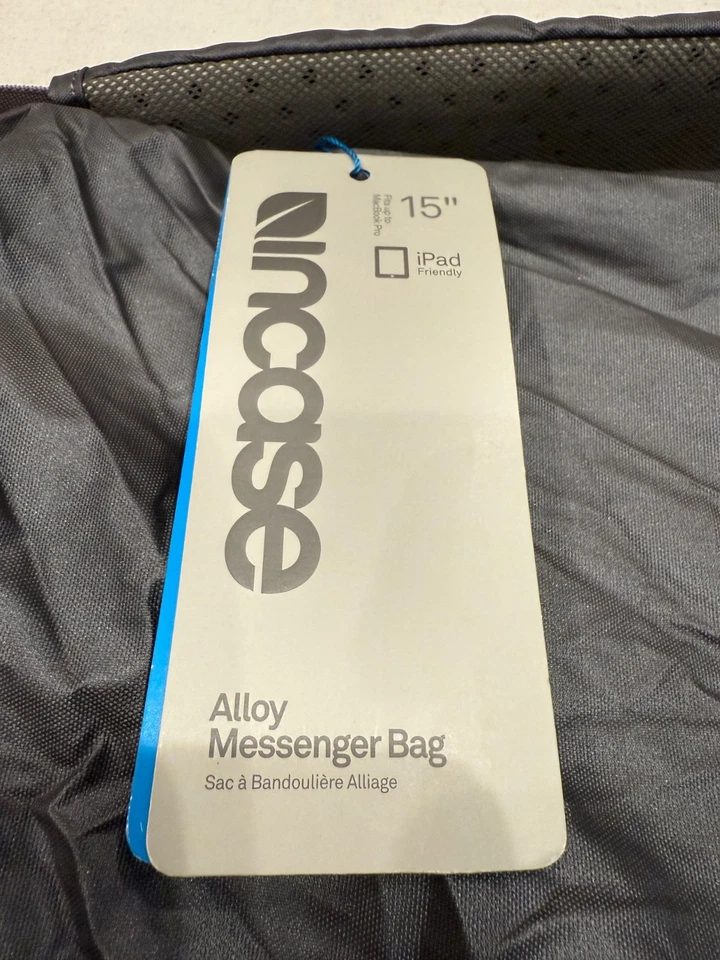 Fits up to
MacBook Pro
15"
iPad
Friendly
incase
Alloy
Messenger Bag
Sac à Bandoulière Alliage